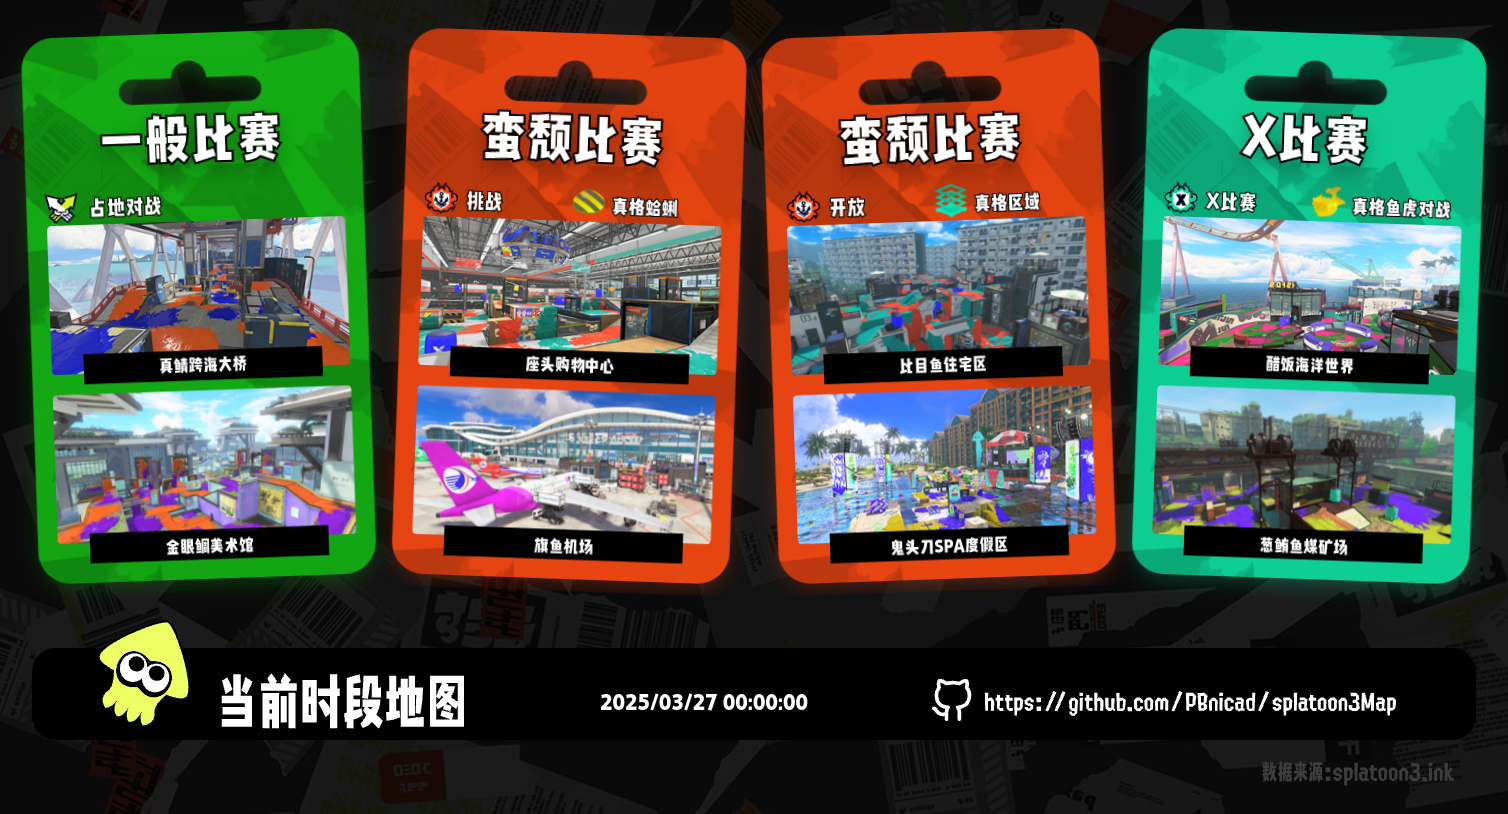 一般比赛
占地对战
真鲭跨海大桥
金眼鲷美术馆
蛮颓比赛
挑战
真格蛤蜊
座头购物中心
旗鱼机场
蛮颓比赛
开放
真格区域
比目鱼住宅区
鬼头刀SPA度假区
X比赛
X比赛
真格鱼虎对战
醋饭海洋世界
葱鲔鱼煤矿场
当前时段地图
2025/03/27 00:00:00
https://github.com/PBnicad/splatoon3Map
数据来源:splatoon3.ink